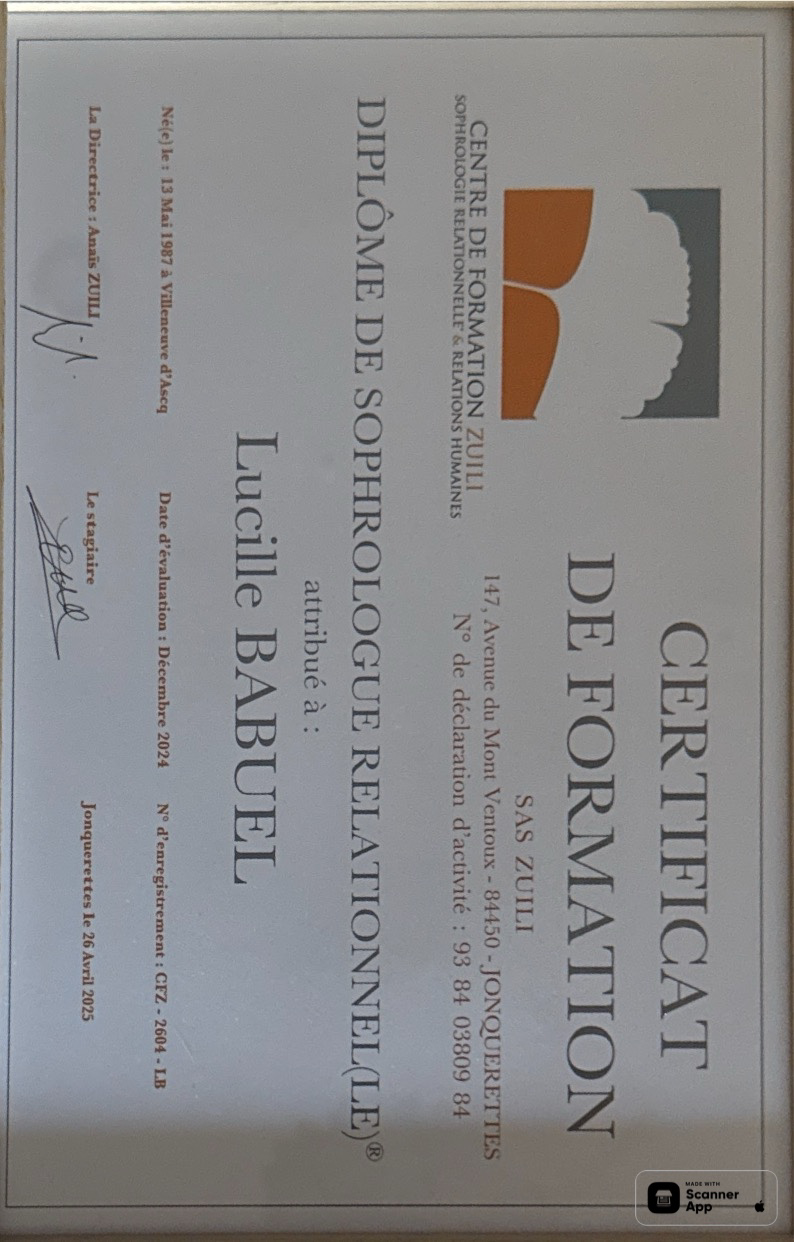 CERTIFICAT
DE FORMATION
SAS ZUILI
147, Avenue du Mont Ventoux - 84450 - JONQUERETTES
N° de déclaration d'activité : 93 84 03809 84
CENTRE DE FORMATION ZUILI
SOPHROLOGIE RELATIONNELLE & RELATIONS HUMAINES
DIPLÔME DE SOPHROLOGUE RELATIONNEL(LE)®
attribué à :
Lucille BABUEL
Né(e) le : 13 Mai 1987 à Villeneuve d'Ascq Date d'évaluation : Décembre 2024 N° d'enregistrement : CFZ - 2604 - LB
La Directrice : Anaïs ZUILI Le stagiaire Jonquerettes le 26 Avril 2025
MADE WITH
Scanner
App